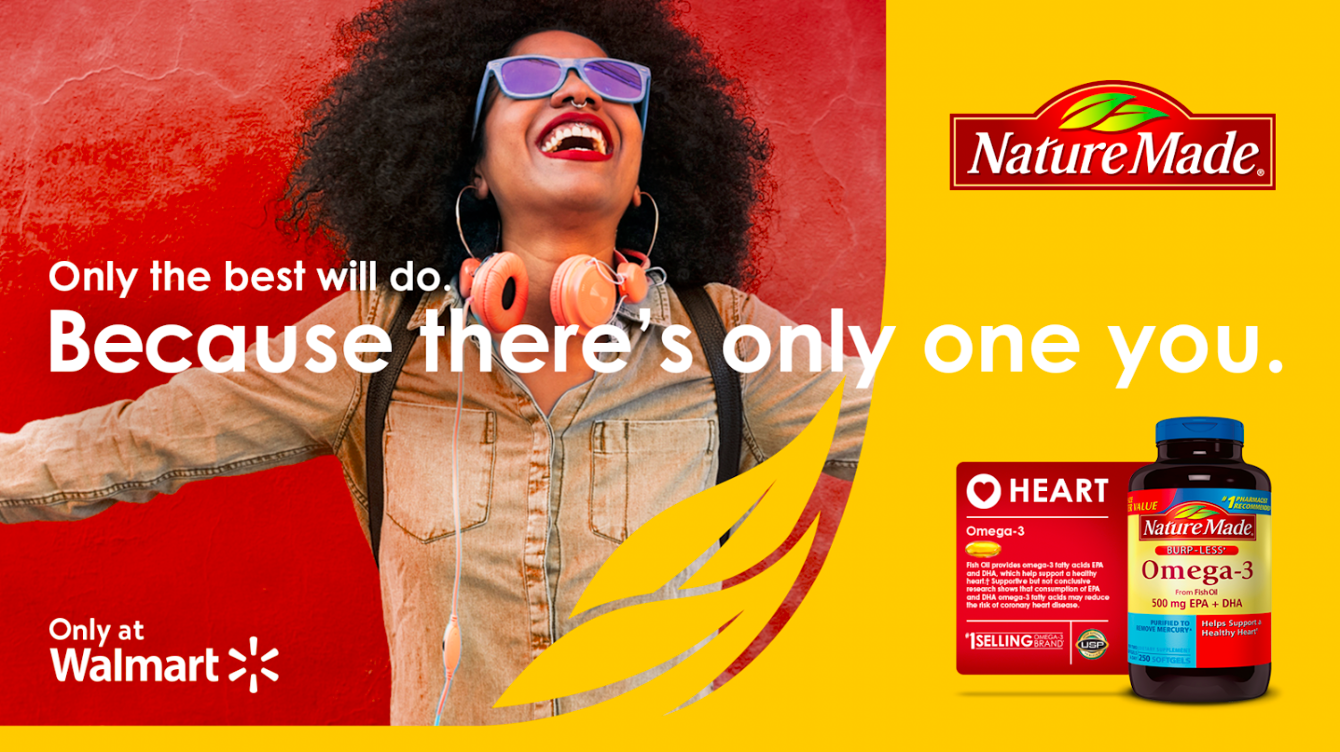 Only the best will do.
Because there's only one you.
Only at
Walmart
NatureMade®
HEART
Omega-3
Fish Oil provides omega-3 fatty acids EPA
and DHA, which help support a healthy
heart.† Supportive but not conclusive
research shows that consumption of EPA
and DHA omega-3 fatty acids may reduce
the risk of coronary heart disease.
#1 SELLING OMEGA-3
BRAND
USP
VALUE
#1 PHARMACIST
RECOMMENDED
NatureMade
BURP-LESS
Omega-3
From Fish Oil
500 mg EPA + DHA
PURIFIED TO
REMOVE MERCURY
Helps Support a
Healthy Heart
250 SOFTGELS